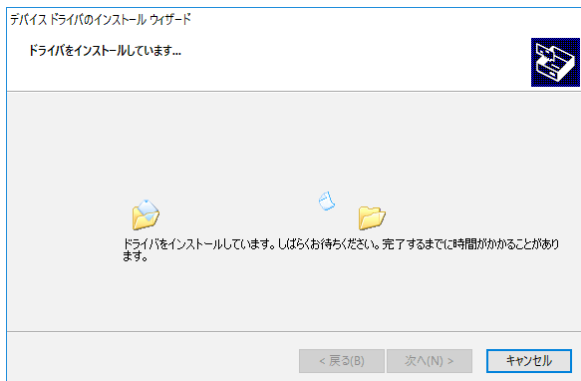 デバイス ドライバのインストール ウィザード
ドライバをインストールしています...
ドライバをインストールしています。しばらくお待ちください。完了するまでに時間がかかることがあり
ます。
< 戻る(B)
次へ(N) >
キャンセル